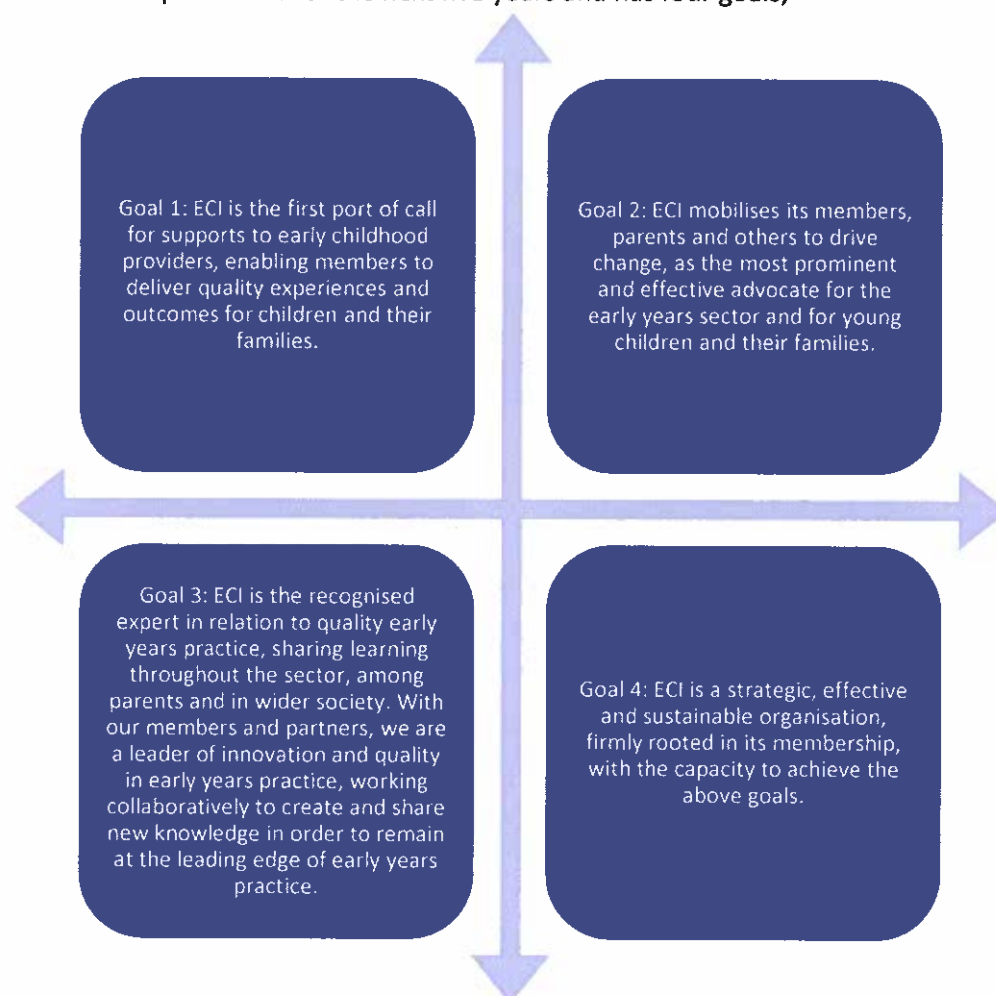 years and has four goals,
Goal 1: ECI is the first port of call
for supports to early childhood
providers, enabling members to
deliver quality experiences and
outcomes for children and their
families.
Goal 2: ECI mobilises its members,
parents and others to drive
change, as the most prominent
and effective advocate for the
early years sector and for young
children and their families.
Goal 3: ECI is the recognised
expert in relation to quality early
years practice, sharing learning
throughout the sector, among
parents and in wider society. With
our members and partners, we are
a leader of innovation and quality
in early years practice, working
collaboratively to create and share
new knowledge in order to remain
at the leading edge of early years
practice.
Goal 4: ECI is a strategic, effective
and sustainable organisation,
firmly rooted in its membership,
with the capacity to achieve the
above goals.